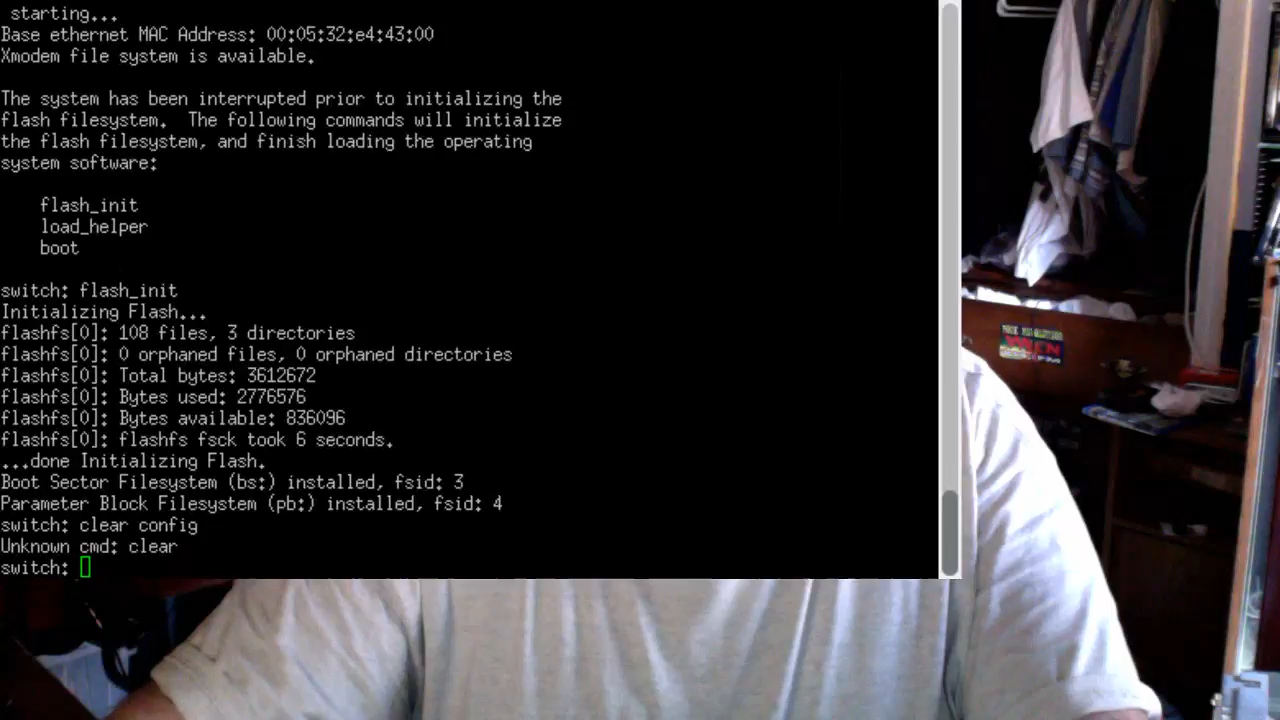 starting...
Base ethernet MAC Address: 00:05:32:e4:43:00
Xmodem file system is available.
The system has been interrupted prior to initializing the
flash filesystem.  The following commands will initialize
the flash filesystem, and finish loading the operating
system software:
flash_init
load_helper
boot
switch: flash_init
Initializing Flash...
flashfs[0]: 108 files, 3 directories
flashfs[0]: 0 orphaned files, 0 orphaned directories
flashfs[0]: Total bytes: 3612672
flashfs[0]: Bytes used: 2776576
flashfs[0]: Bytes available: 836096
flashfs[0]: flashfs fsck took 6 seconds.
...done Initializing Flash.
Boot Sector Filesystem (bs:) installed, fsid: 3
Parameter Block Filesystem (pb:) installed, fsid: 4
switch: clear config
Unknown cmd: clear
switch: